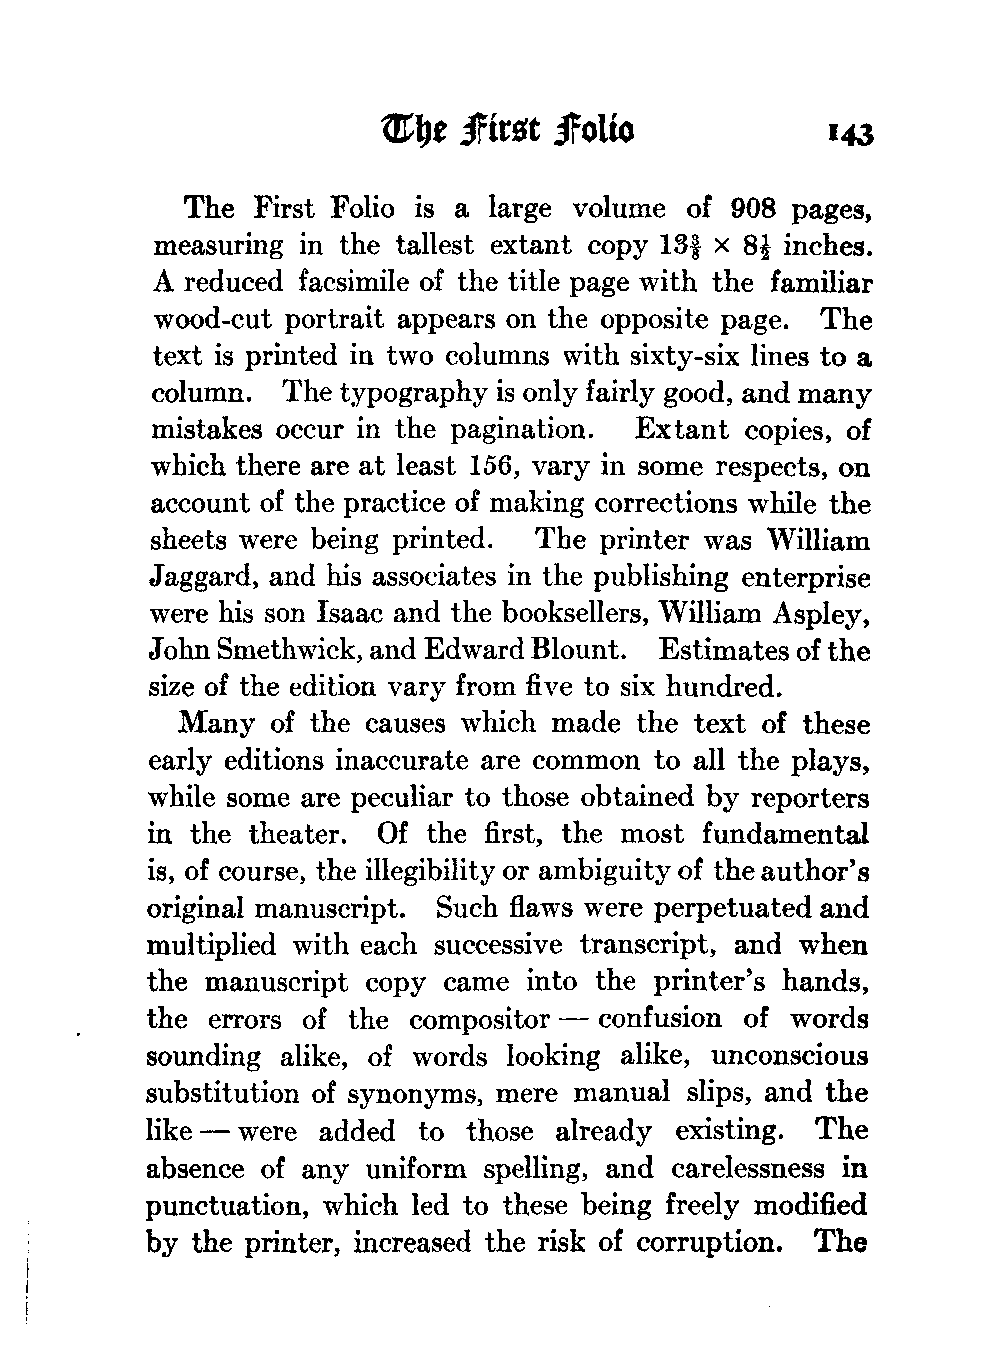 The First Folio 143
The First Folio is a large volume of 908 pages,
measuring in the tallest extant copy 13⅜ × 8½ inches.
A reduced facsimile of the title page with the familiar
wood-cut portrait appears on the opposite page. The
text is printed in two columns with sixty-six lines to a
column. The typography is only fairly good, and many
mistakes occur in the pagination. Extant copies, of
which there are at least 156, vary in some respects, on
account of the practice of making corrections while the
sheets were being printed. The printer was William
Jaggard, and his associates in the publishing enterprise
were his son Isaac and the booksellers, William Aspley,
John Smethwick, and Edward Blount. Estimates of the
size of the edition vary from five to six hundred.
Many of the causes which made the text of these
early editions inaccurate are common to all the plays,
while some are peculiar to those obtained by reporters
in the theater. Of the first, the most fundamental
is, of course, the illegibility or ambiguity of the author's
original manuscript. Such flaws were perpetuated and
multiplied with each successive transcript, and when
the manuscript copy came into the printer's hands,
the errors of the compositor — confusion of words
sounding alike, of words looking alike, unconscious
substitution of synonyms, mere manual slips, and the
like — were added to those already existing. The
absence of any uniform spelling, and carelessness in
punctuation, which led to these being freely modified
by the printer, increased the risk of corruption. The